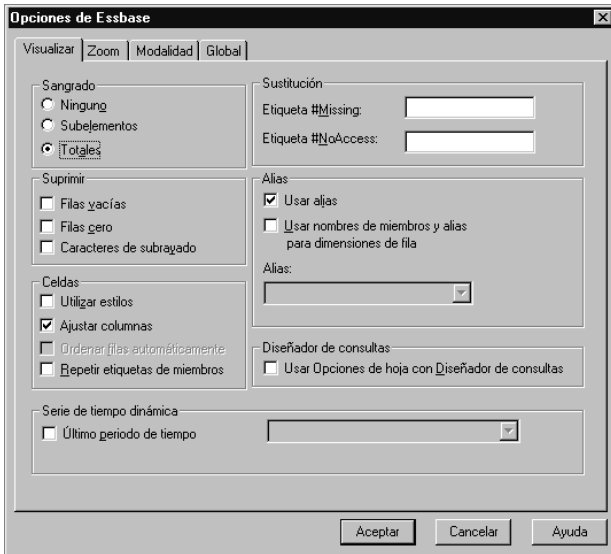 Opciones de Essbase
Visualizar Zoom Modalidad Global
Sangrado
Ninguno
Subelementos
Totales
Sustitución
Etiqueta #Missing:
Etiqueta #NoAccess:
Suprimir
Filas vacías
Filas cero
Caracteres de subrayado
Alias
Usar alias
Usar nombres de miembros y alias
para dimensiones de fila
Alias:
Celdas
Utilizar estilos
Ajustar columnas
Ordenar filas automáticamente
Repetir etiquetas de miembros
Diseñador de consultas
Usar Opciones de hoja con Diseñador de consultas
Serie de tiempo dinámica
Último periodo de tiempo
Aceptar Cancelar Ayuda